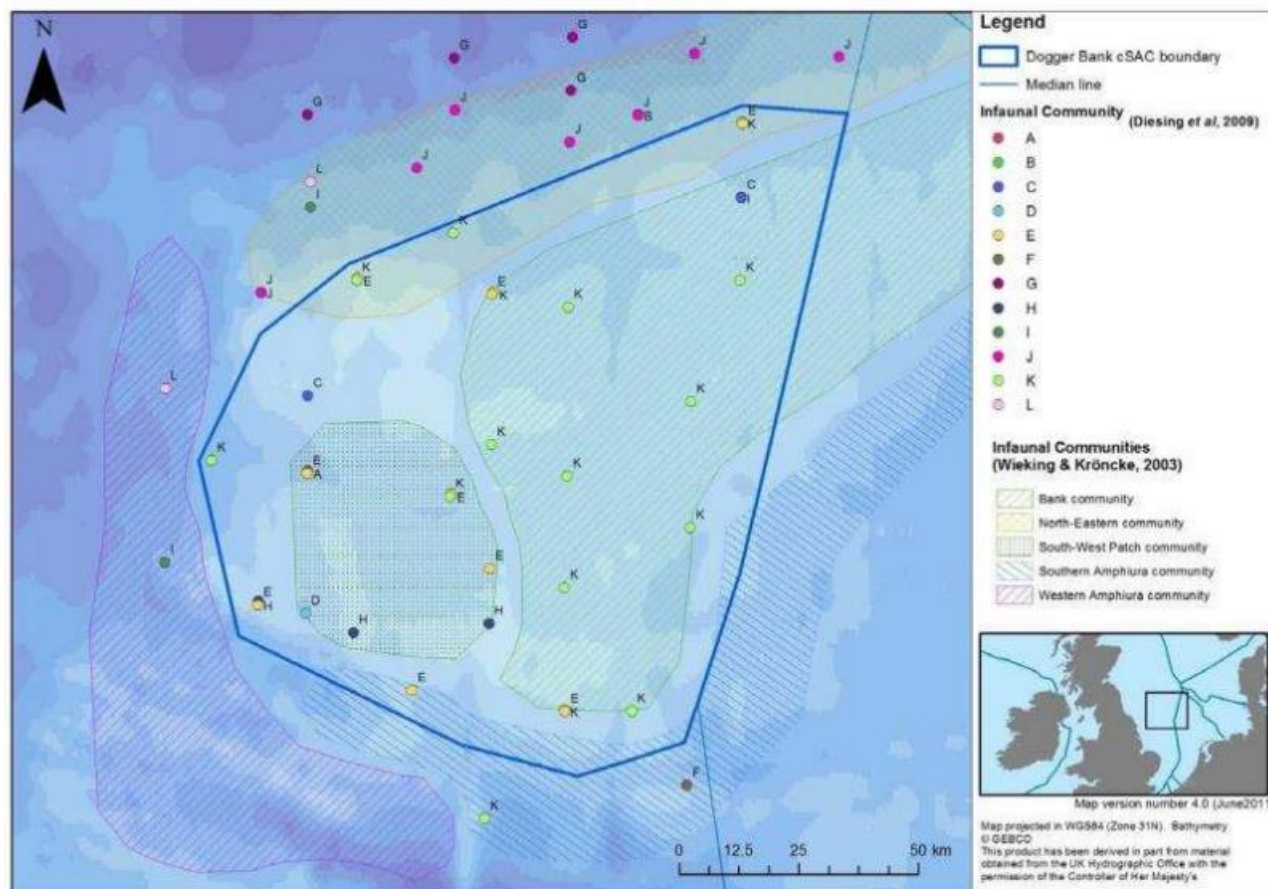 N
G
G
J
J
G
G
J
J
B
E
K
J
J
L
I
C
I
K
K
E
K
J
J
E
K
K
L
C
K
K
K
E
A
K
K
E
K
I
E
K
E
H
D
H
H
E
E
K
K
F
K
0 12.5 25 50 km
Legend
Dogger Bank cSAC boundary
Median line
Infaunal Community (Diesing et al, 2009)
A
B
C
D
E
F
G
H
I
J
K
L
Infaunal Communities
(Wieking & Kröncke, 2003)
Bank community
North-Eastern community
South-West Patch community
Southern Amphiura community
Western Amphiura community
Map version number 4.0 (June2011
Map projected in WGS84 (Zone 31N). Bathymetry
© GEBCO
This product has been derived in part from material
obtained from the UK Hydrographic Office with the
permission of the Controller of Her Majesty's